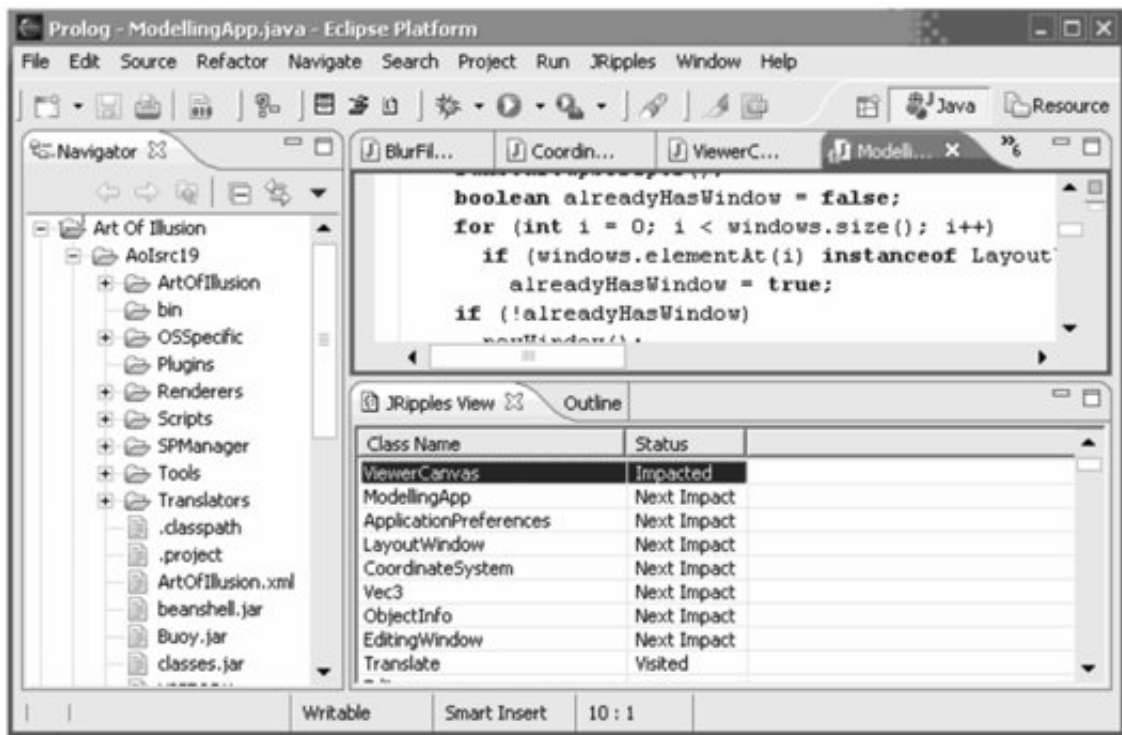 Prolog - ModellingApp.java - Eclipse Platform
File Edit Source Refactor Navigate Search Project Run JRipples Window Help
Java Resource
Navigator
Art Of Illusion
AoIsrc19
ArtOfIllusion
bin
OSSpecific
Plugins
Renderers
Scripts
SPManager
Tools
Translators
.classpath
.project
ArtOfIllusion.xml
beanshell.jar
Buoy.jar
classes.jar
BlurFil... Coordin... ViewerC... Modelli... 6
boolean alreadyHasWindow = false;
for (int i = 0; i < windows.size(); i++)
if (windows.elementAt(i) instanceof Layout
alreadyHasWindow = true;
if (!alreadyHasWindow)
newWindow();
JRipples View Outline
Class Name Status
ViewerCanvas Impacted
ModellingApp Next Impact
ApplicationPreferences Next Impact
LayoutWindow Next Impact
CoordinateSystem Next Impact
Vec3 Next Impact
ObjectInfo Next Impact
EditingWindow Next Impact
Translate Visited
Writable Smart Insert 10 : 1